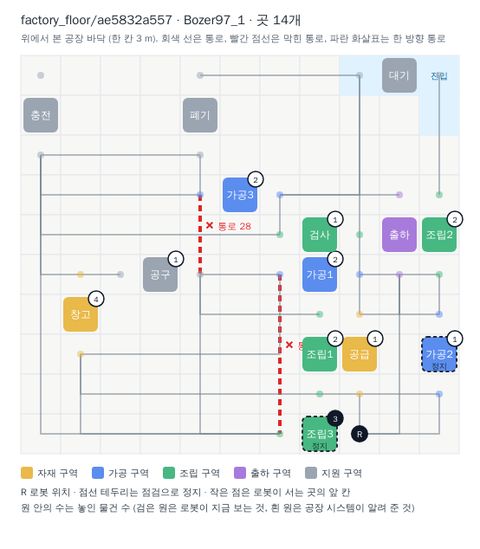 factory_floor/ae5832a557 · Bozer97_1 · 곳 14개
위에서 본 공장 바닥 (한 칸 3 m). 회색 선은 통로, 빨간 점선은 막힌 통로, 파란 화살표는 한 방향 통로
대기
충전
폐기
가공3 2
✕ 통로 28
검사 1
출하
조립2 2
공구 1
가공1 2
창고 4
조립1 2
공급 1
가공2 1
정지
조립3 3
정지
R
자재 구역 가공 구역 조립 구역 출하 구역 지원 구역
R 로봇 위치 · 점선 테두리는 점검으로 정지 · 작은 점은 로봇이 서는 곳의 앞 칸
원 안의 수는 놓인 물건 수 (검은 원은 로봇이 지금 보는 것, 흰 원은 공장 시스템이 알려 준 것)